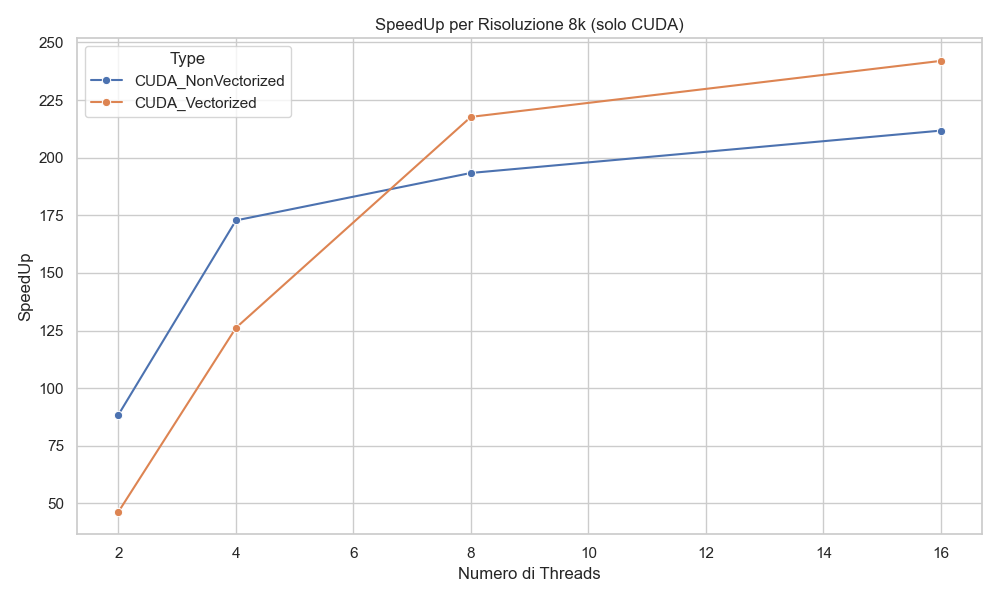 SpeedUp per Risoluzione 8k (solo CUDA)
Type
CUDA_NonVectorized
CUDA_Vectorized
SpeedUp
250
225
200
175
150
125
100
75
50
2 4 6 8 10 12 14 16
Numero di Threads